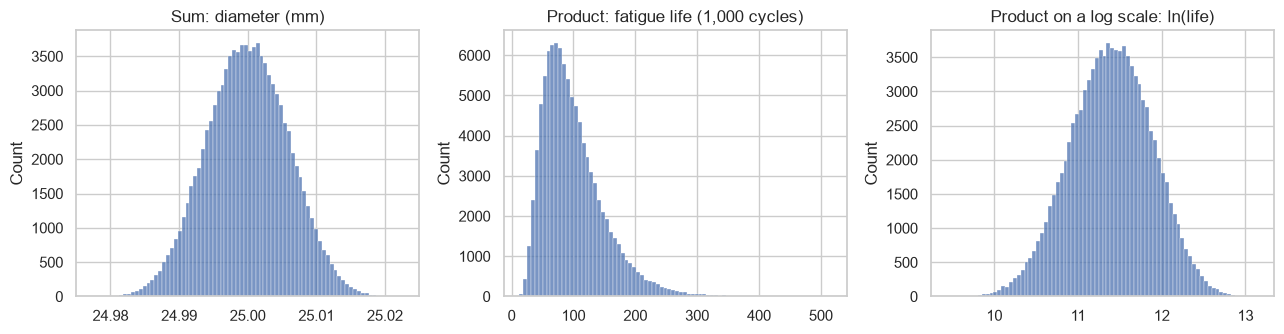 Sum: diameter (mm)
Count
3500
3000
2500
2000
1500
1000
500
0
24.98 24.99 25.00 25.01 25.02
Product: fatigue life (1,000 cycles)
Count
6000
5000
4000
3000
2000
1000
0
0 100 200 300 400 500
Product on a log scale: ln(life)
Count
3500
3000
2500
2000
1500
1000
500
0
10 11 12 13